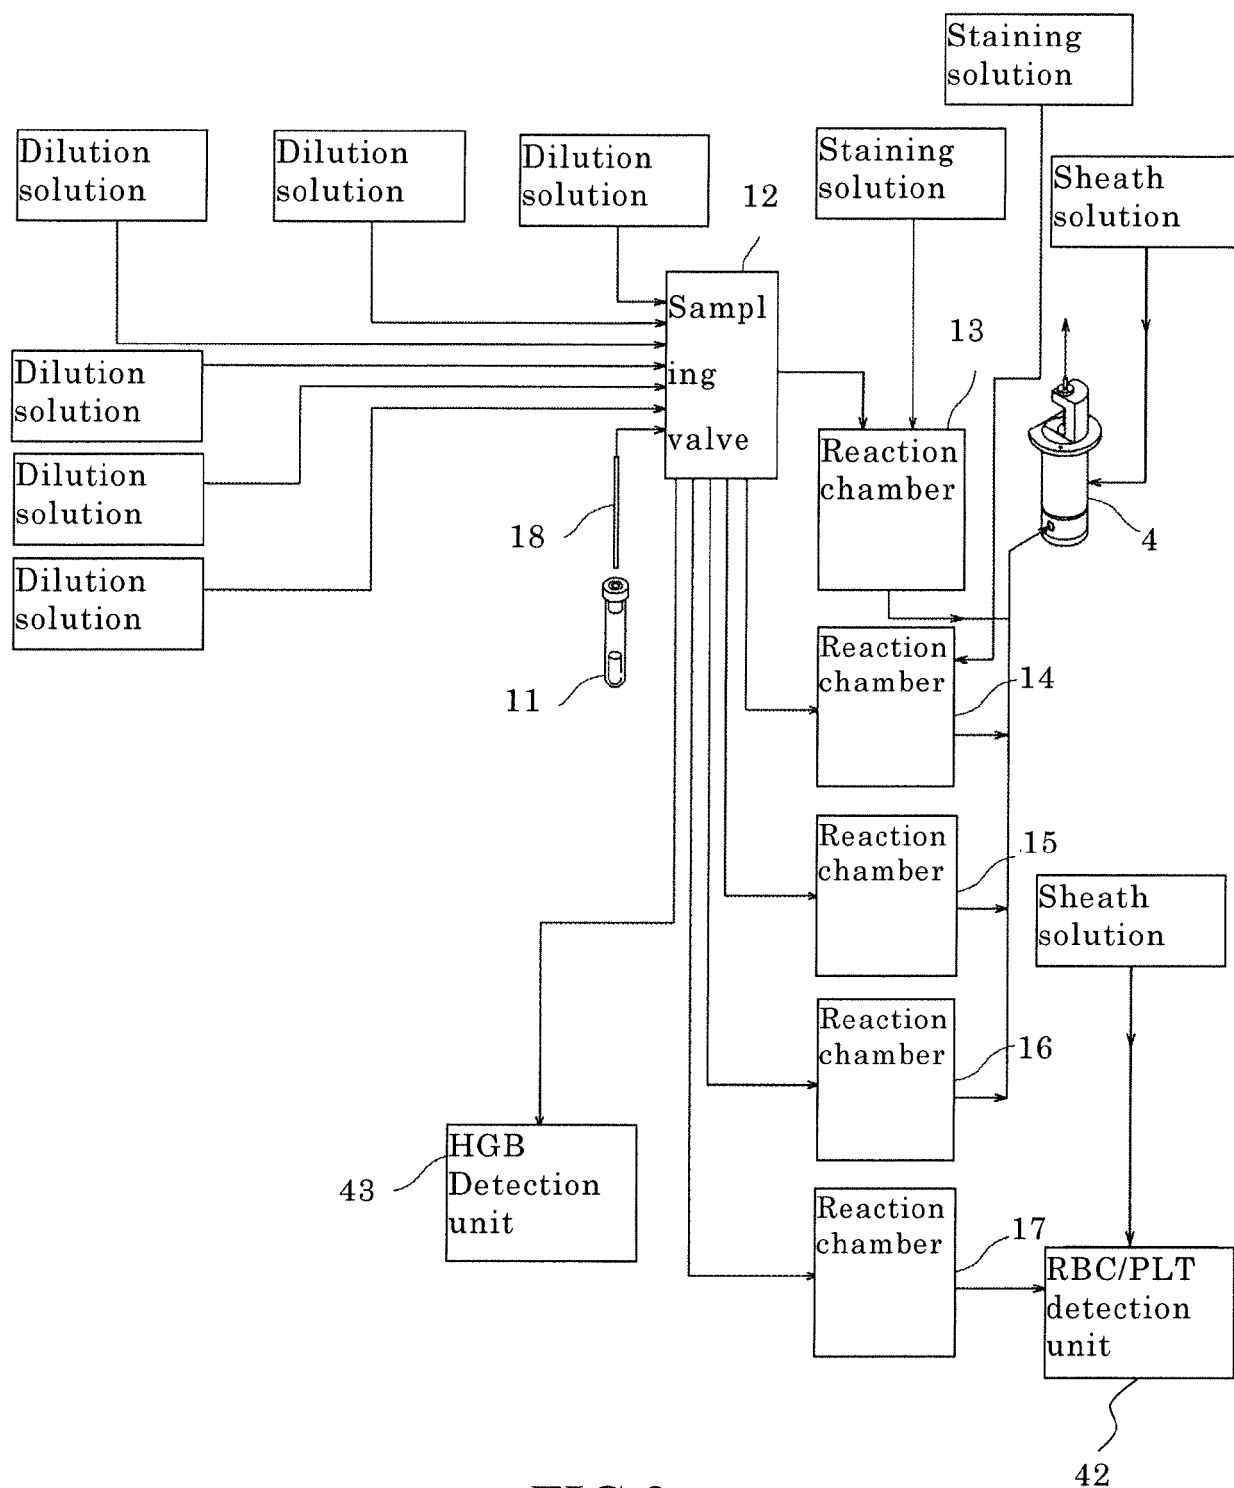 Staining
solution
Dilution
solution
Dilution
solution
Dilution
solution
Staining
solution
Sheath
solution
12
Sampl
ing
valve
13
Dilution
solution
Dilution
solution
Dilution
solution
18
11
Reaction
chamber
4
Reaction
chamber
14
Reaction
chamber
15
Sheath
solution
Reaction
chamber
16
HGB
Detection
unit
43
Reaction
chamber
17
RBC/PLT
detection
unit
42